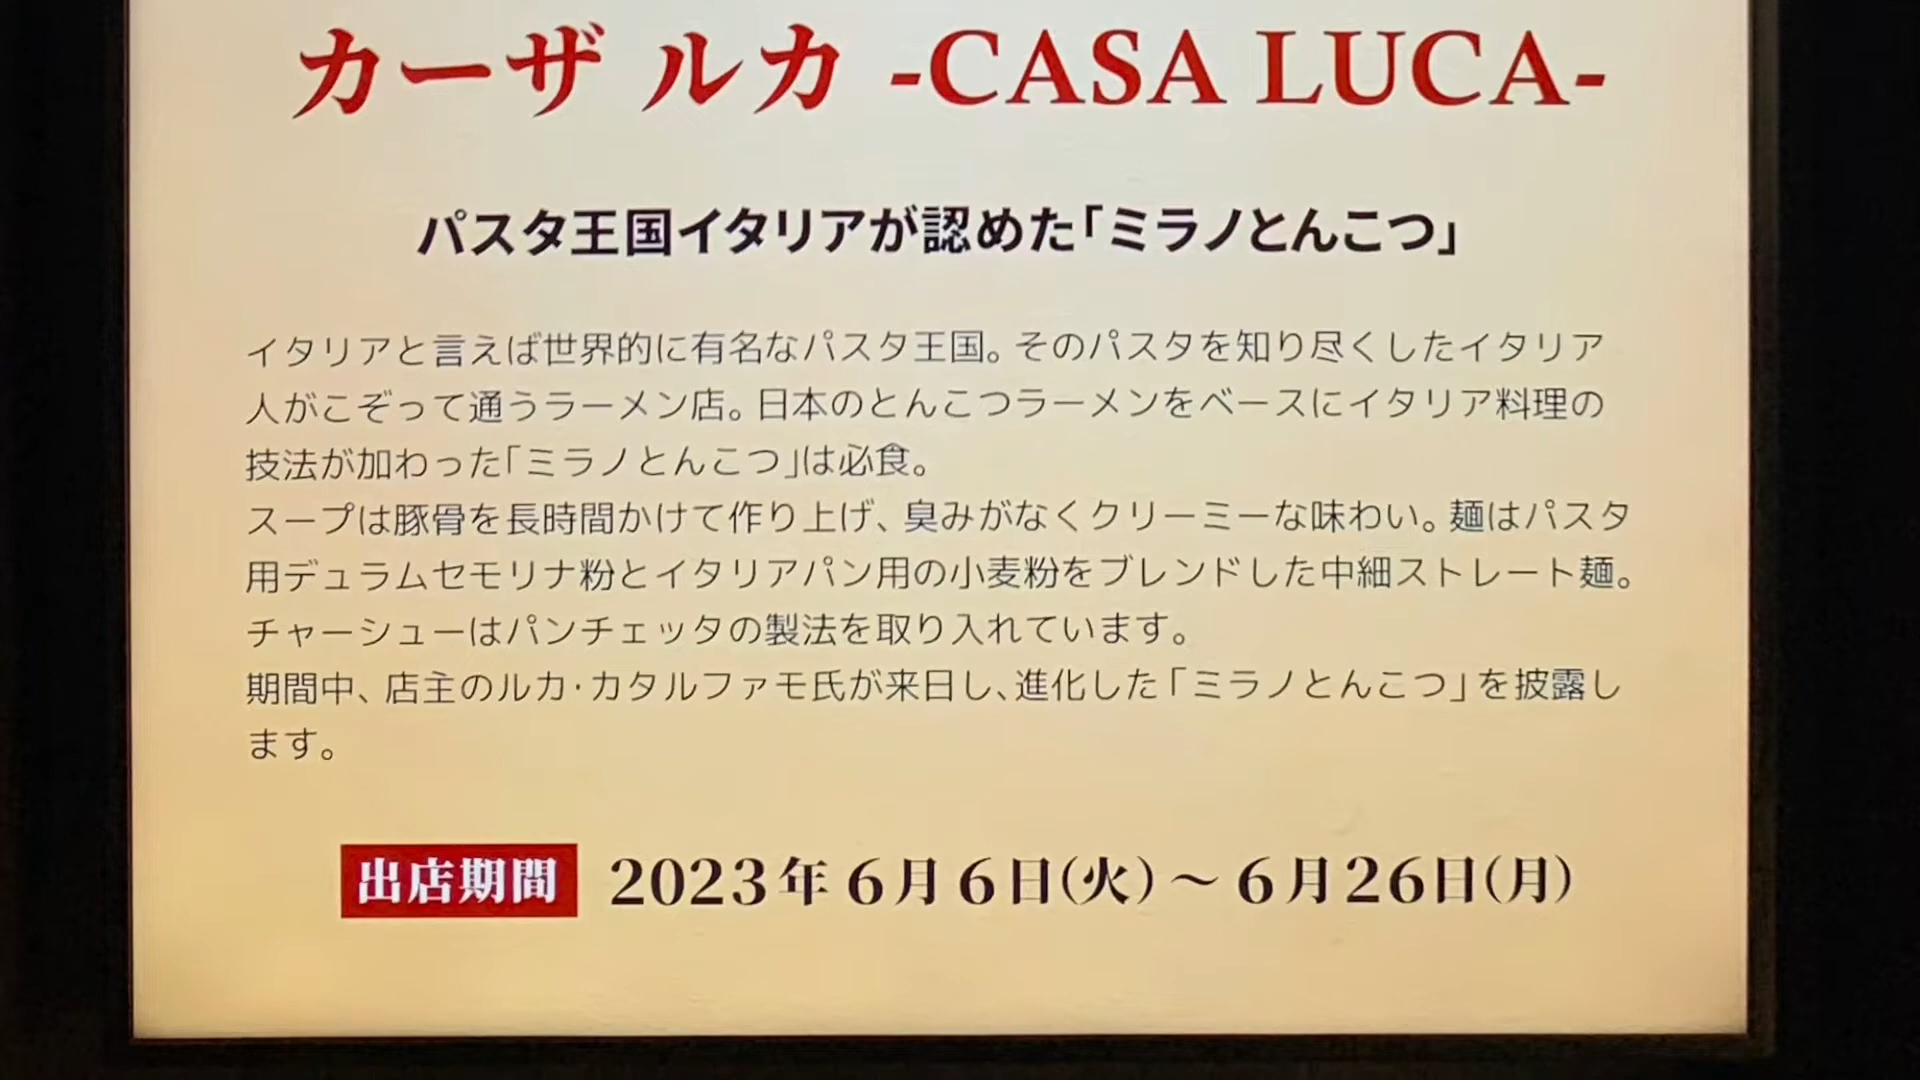 カーザ ルカ -CASA LUCA-
パスタ王国イタリアが認めた「ミラノとんこつ」
イタリアと言えば世界的に有名なパスタ王国。そのパスタを知り尽くしたイタリア
人がこぞって通うラーメン店。日本のとんこつラーメンをベースにイタリア料理の
技法が加わった「ミラノとんこつ」は必食。
スープは豚骨を長時間かけて作り上げ、臭みがなくクリーミーな味わい。麺はパスタ
用デュラムセモリナ粉とイタリアパン用の小麦粉をブレンドした中細ストレート麺。
チャーシューはパンチェッタの製法を取り入れています。
期間中、店主のルカ・カタルファモ氏が来日し、進化した「ミラノとんこつ」を披露し
ます。
出店期間 2023年6月6日(火)～6月26日(月)